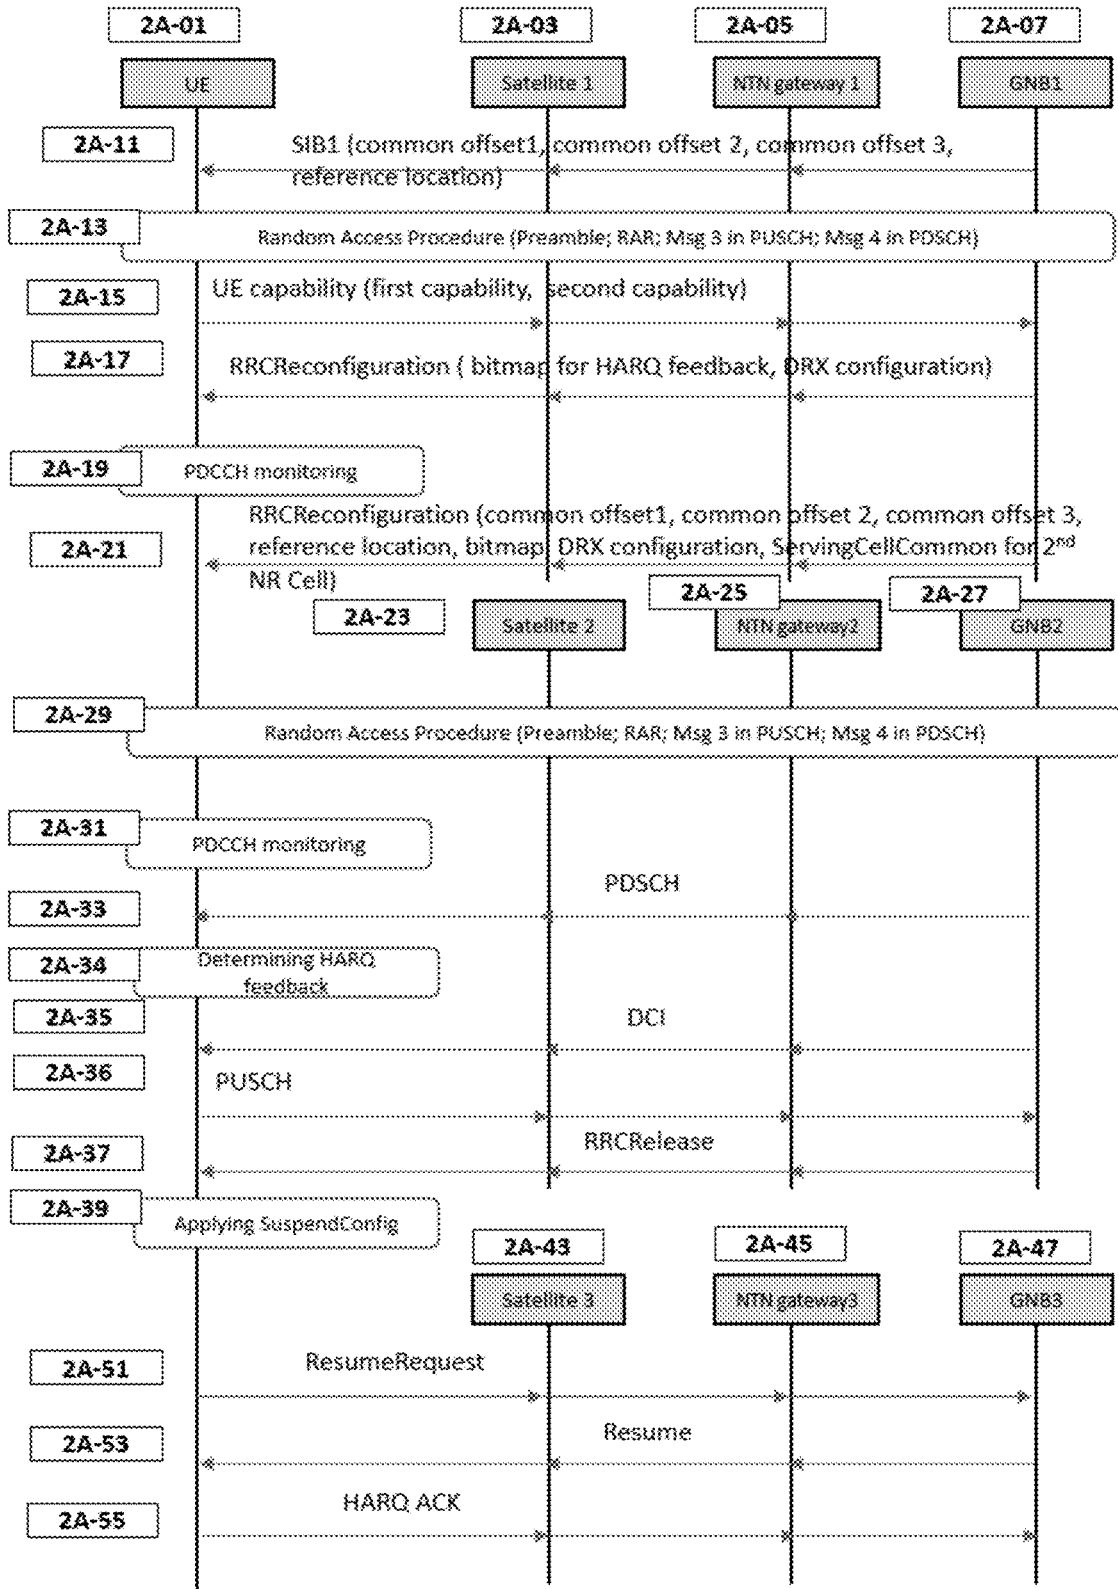 2A-01
2A-03
2A-05
2A-07
UE
Satellite 1
NTN gateway 1
GNB1
2A-11
SIB1 (common offset1, common offset 2, common offset 3,
reference location)
2A-13
Random Access Procedure (Preamble; RAR; Msg 3 in PUSCH; Msg 4 in PDSCH)
2A-15
UE capability (first capability, second capability)
2A-17
RRCReconfiguration ( bitmap for HARQ feedback, DRX configuration)
2A-19
PDCCH monitoring
2A-21
RRCReconfiguration (common offset1, common offset 2, common offset 3,
reference location, bitmap, DRX configuration, ServingCellCommon for 2nd
NR Cell)
2A-23
2A-25
2A-27
Satellite 2
NTN gateway2
GNB2
2A-29
Random Access Procedure (Preamble; RAR; Msg 3 in PUSCH; Msg 4 in PDSCH)
2A-31
PDCCH monitoring
PDSCH
2A-33
2A-34
Determining HARQ
feedback
2A-35
DCI
2A-36
PUSCH
2A-37
RRCRelease
2A-39
Applying SuspendConfig
2A-43
2A-45
2A-47
Satellite 3
NTN gateway3
GNB3
2A-51
ResumeRequest
2A-53
Resume
2A-55
HARQ ACK